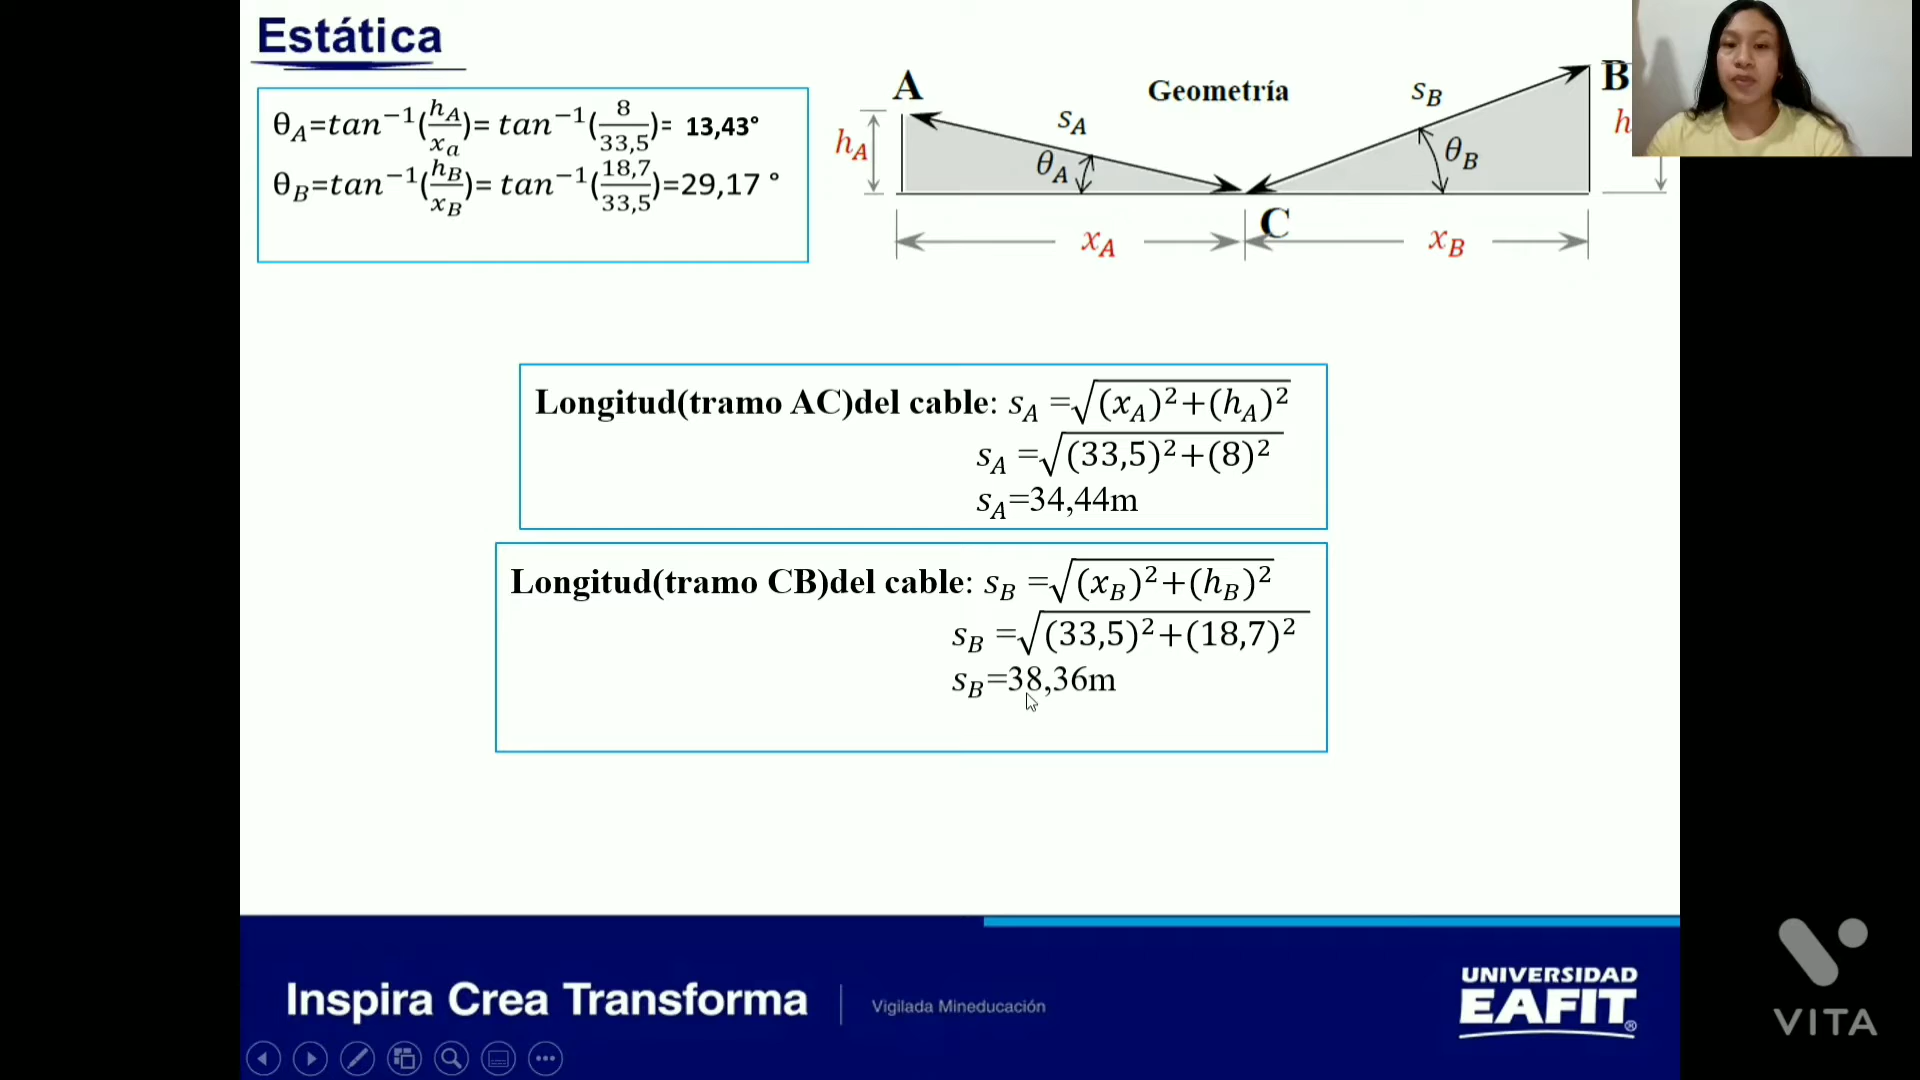 Estática
θ_A=tan⁻¹(h_A/x_a)= tan⁻¹(8/33,5)= 13,43°
θ_B=tan⁻¹(h_B/x_B)= tan⁻¹(18,7/33,5)=29,17 °
A
Geometría
s_B
B
h_A
s_A
θ_A
θ_B
h
C
x_A
x_B
Longitud(tramo AC)del cable: s_A =√(x_A)²+(h_A)²
s_A =√(33,5)²+(8)²
s_A=34,44m
Longitud(tramo CB)del cable: s_B =√(x_B)²+(h_B)²
s_B =√(33,5)²+(18,7)²
s_B=38,36m
Inspira Crea Transforma
Vigilada Mineducación
UNIVERSIDAD
EAFIT®
VITA